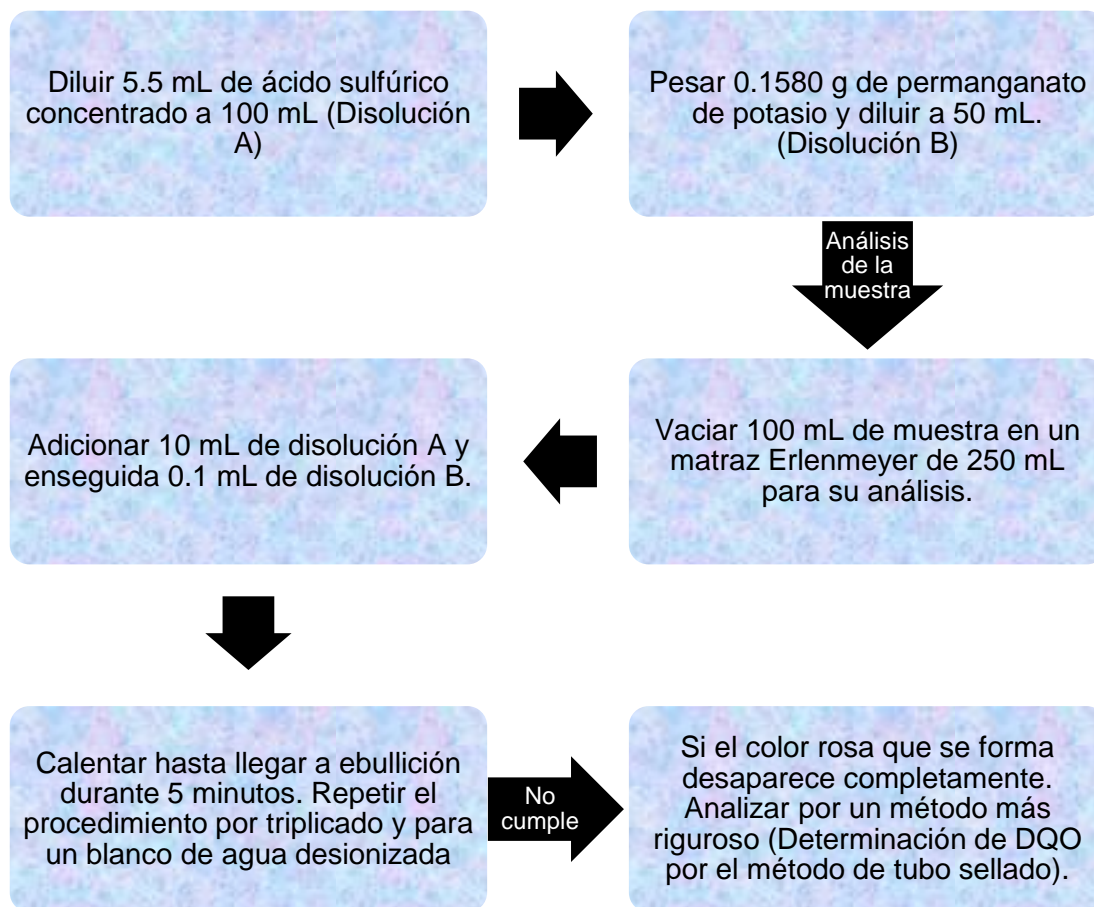 Diluir 5.5 mL de ácido sulfúrico
concentrado a 100 mL (Disolución
A)
Pesar 0.1580 g de permanganato
de potasio y diluir a 50 mL.
(Disolución B)
Análisis
de la
muestra
Vaciar 100 mL de muestra en un
matraz Erlenmeyer de 250 mL
para su análisis.
Adicionar 10 mL de disolución A y
enseguida 0.1 mL de disolución B.
Calentar hasta llegar a ebullición
durante 5 minutos. Repetir el
procedimiento por triplicado y para
un blanco de agua desionizada
No
cumple
Si el color rosa que se forma
desaparece completamente.
Analizar por un método más
riguroso (Determinación de DQO
por el método de tubo sellado).